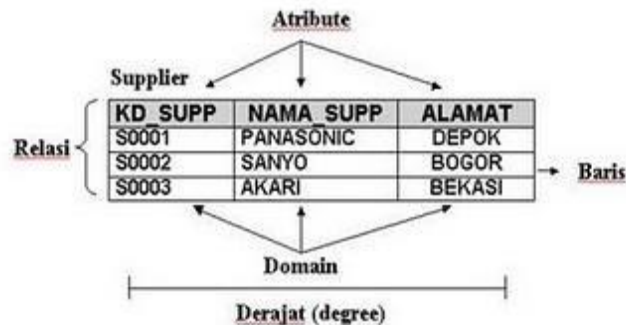 Atribute
Supplier
KD_SUPP NAMA_SUPP ALAMAT
S0001 PANASONIC DEPOK
Relasi
S0002 SANYO BOGOR
Baris
S0003 AKARI BEKASI
Domain
Derajat (degree)